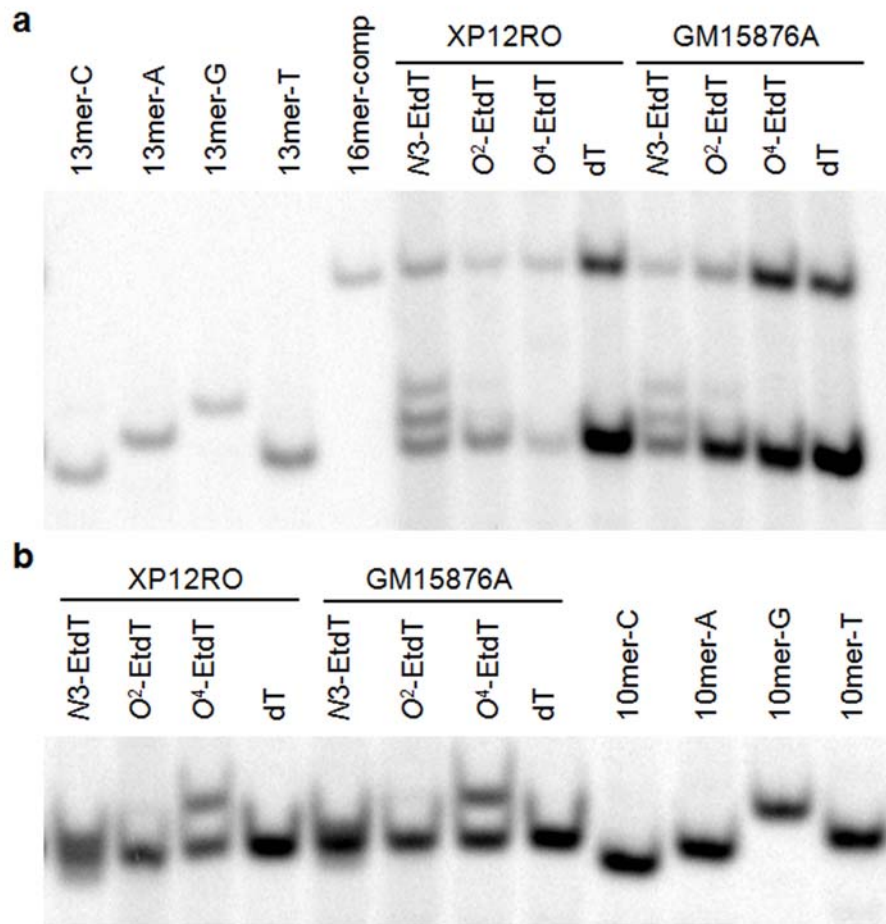 a
XP12RO GM15876A
13mer-C 13mer-A 13mer-G 13mer-T 16mer-comp N3-EtdT O²-EtdT O⁴-EtdT dT N3-EtdT O²-EtdT O⁴-EtdT dT
b
XP12RO GM15876A
N3-EtdT O²-EtdT O⁴-EtdT dT N3-EtdT O²-EtdT O⁴-EtdT dT 10mer-C 10mer-A 10mer-G 10mer-T